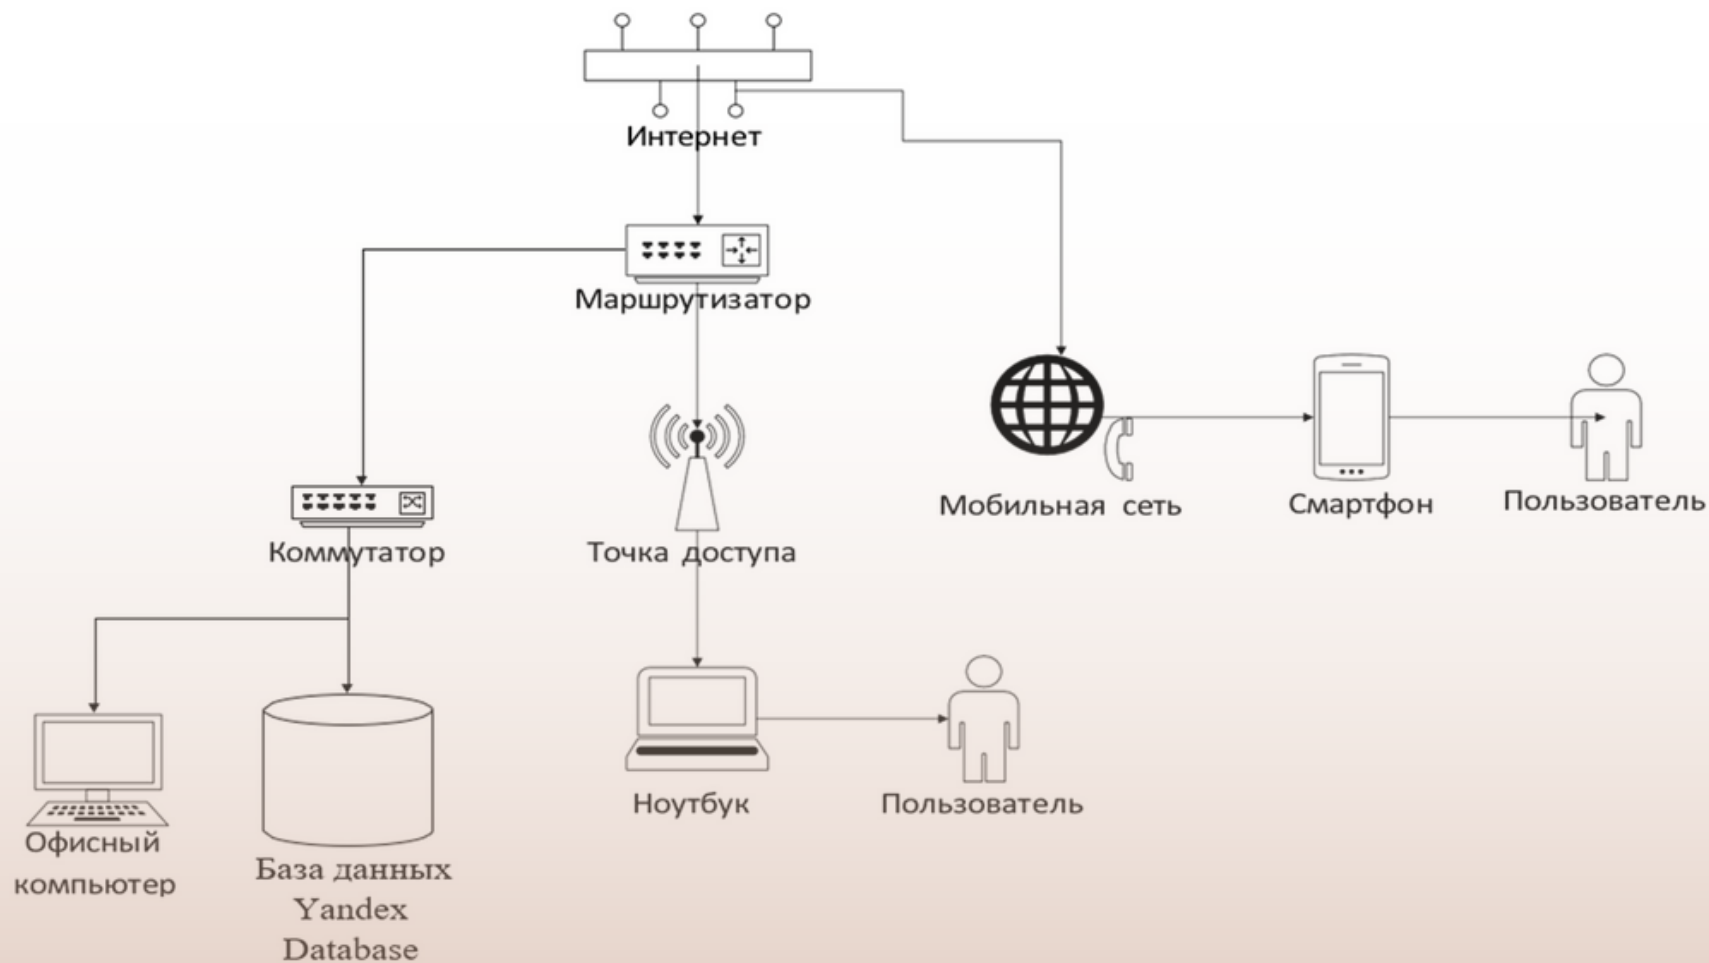 Интернет
Маршрутизатор
Мобильная сеть
Смартфон
Пользователь
Коммутатор
Точка доступа
Ноутбук
Пользователь
Офисный
компьютер
База данных
Yandex
Database